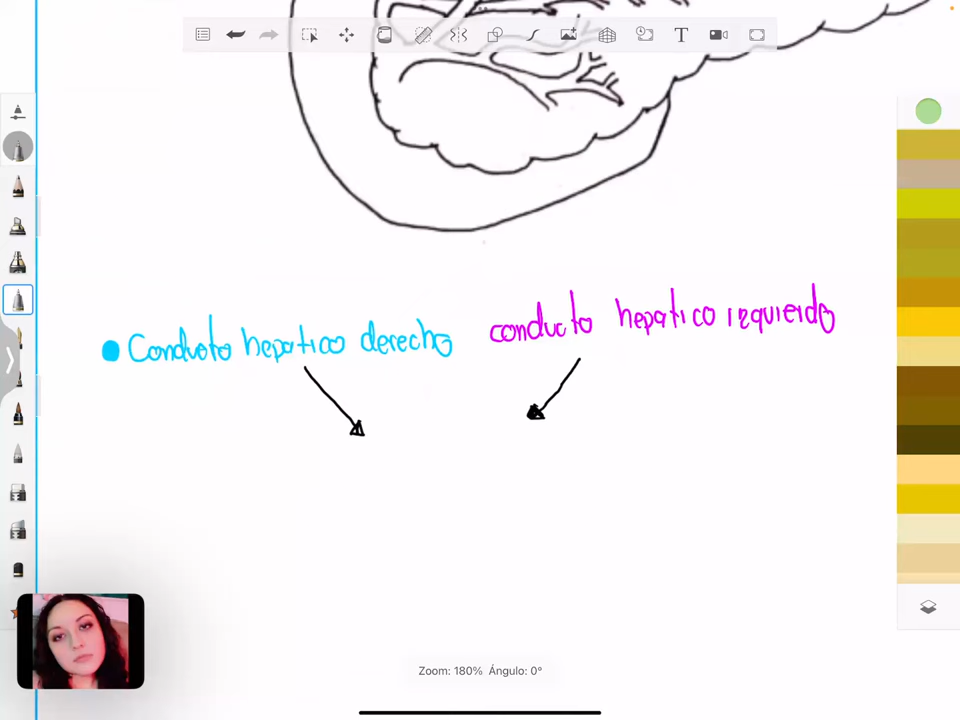 T
Conducto hepatico derecho
conducto hepatico izquierdo
Zoom: 180% Ángulo: 0°